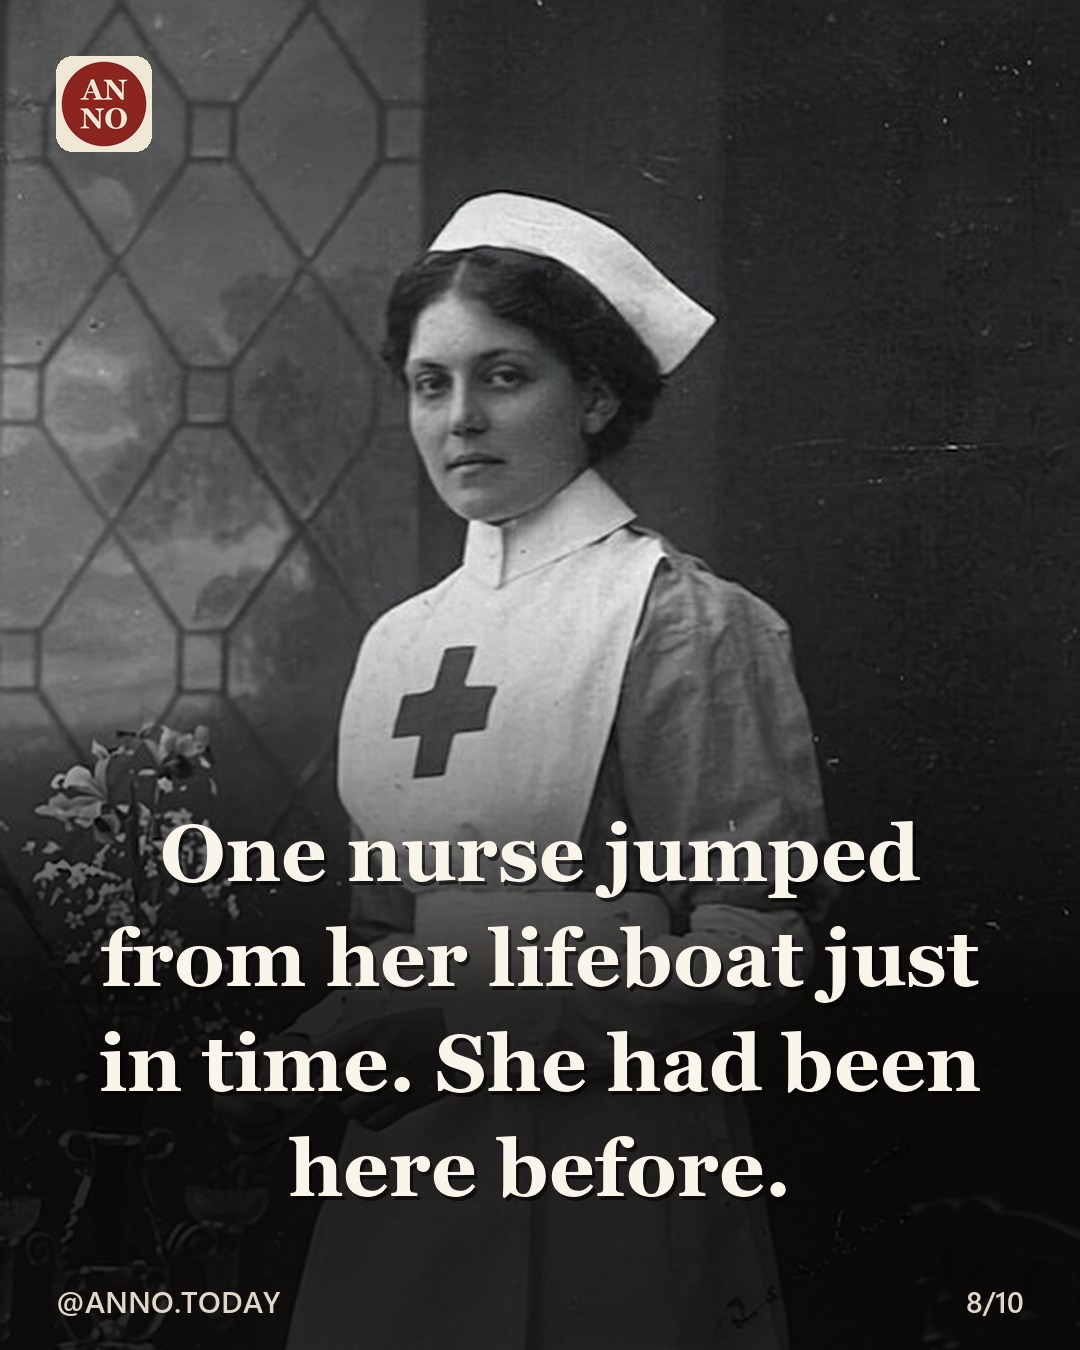 AN
NO
One nurse jumped
from her lifeboat just
in time. She had been
here before.
@ANNO.TODAY
8/10